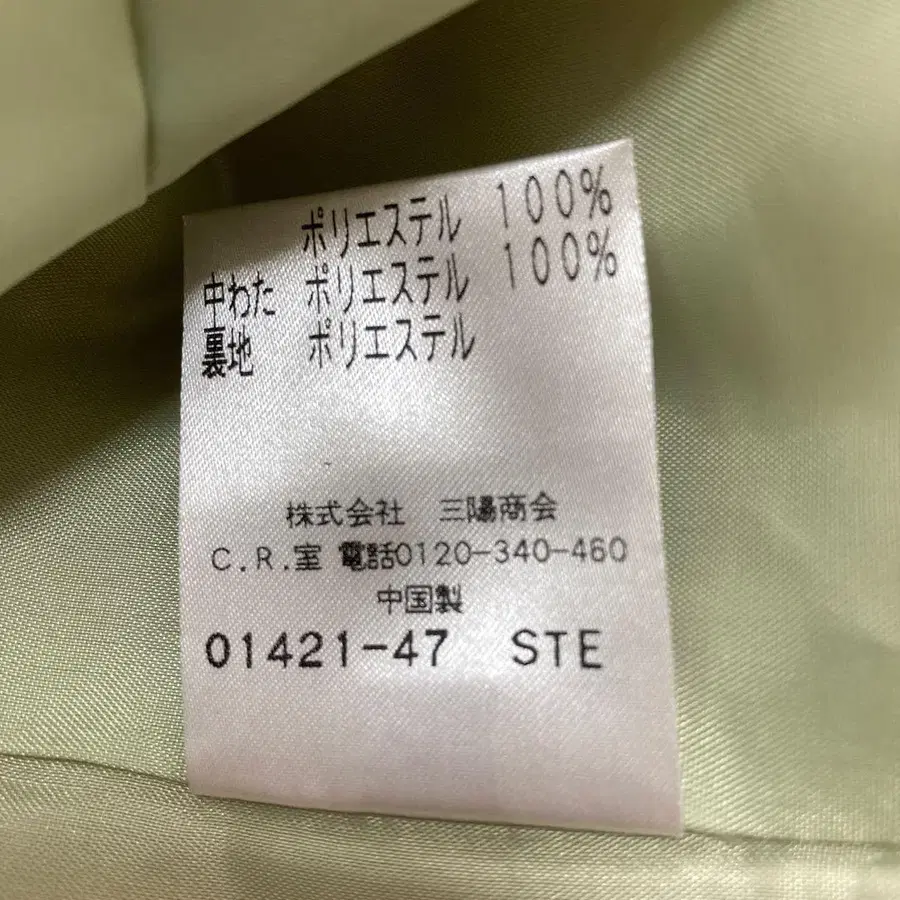 ポリエステル 100%
中わた ポリエステル 100%
裏地 ポリエステル
株式会社 三陽商会
C.R.室 電話0120-340-460
中国製
01421-47 STE